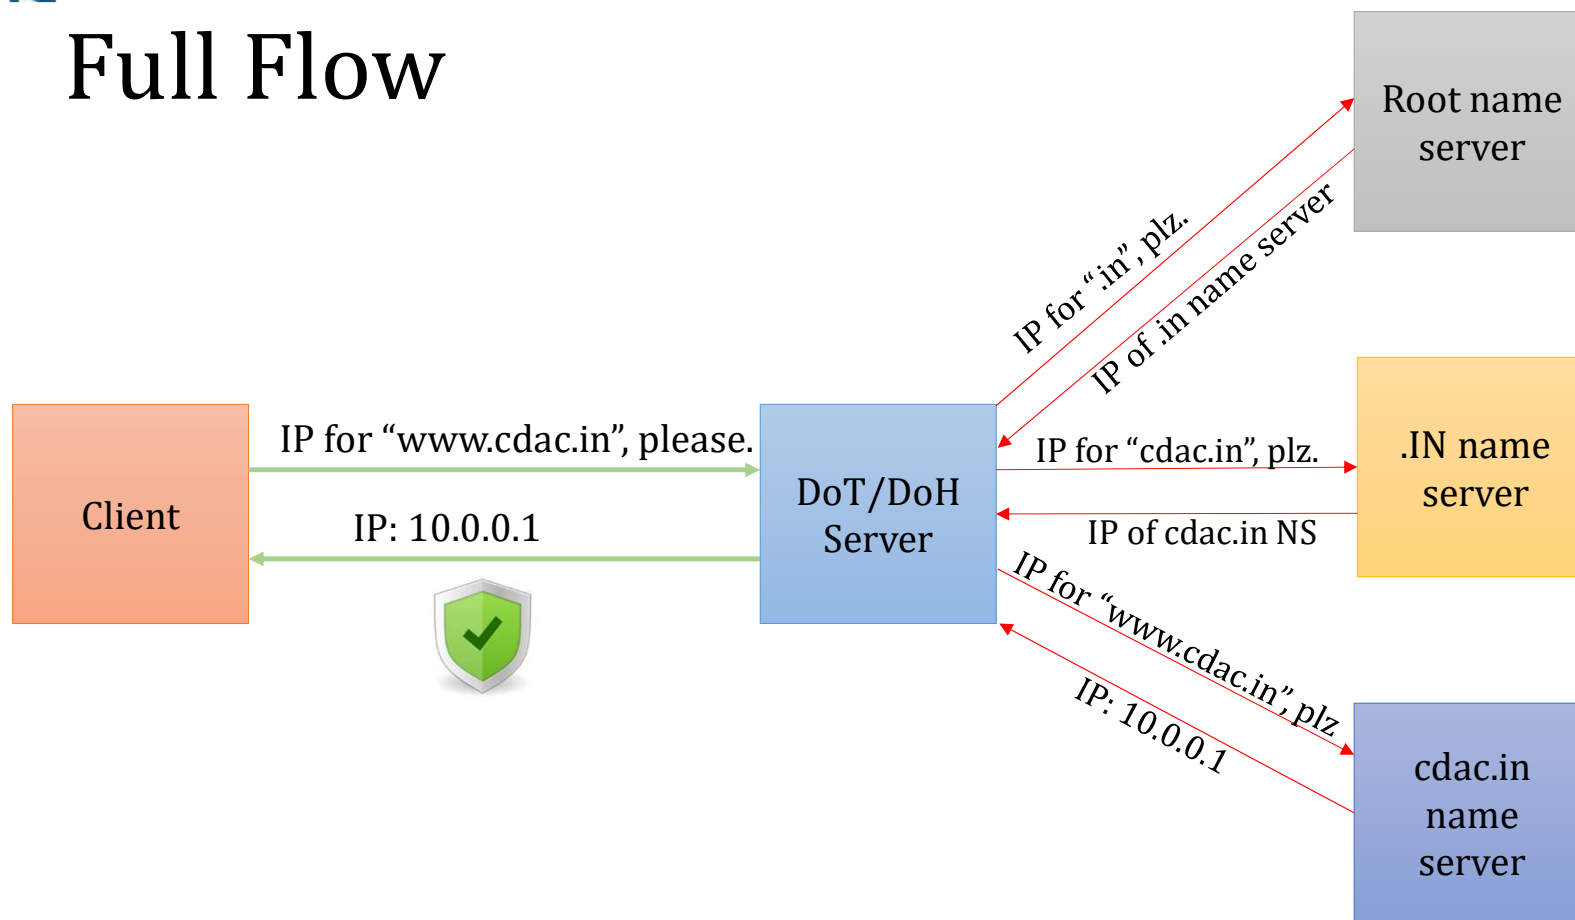 Full Flow
Root name
server
IP for “.in”, plz.
IP of .in name server
Client
IP for “www.cdac.in”, please.
IP: 10.0.0.1
DoT/DoH
Server
IP for “cdac.in”, plz.
IP of cdac.in NS
.IN name
server
IP for “www.cdac.in”, plz
IP: 10.0.0.1
cdac.in
name
server